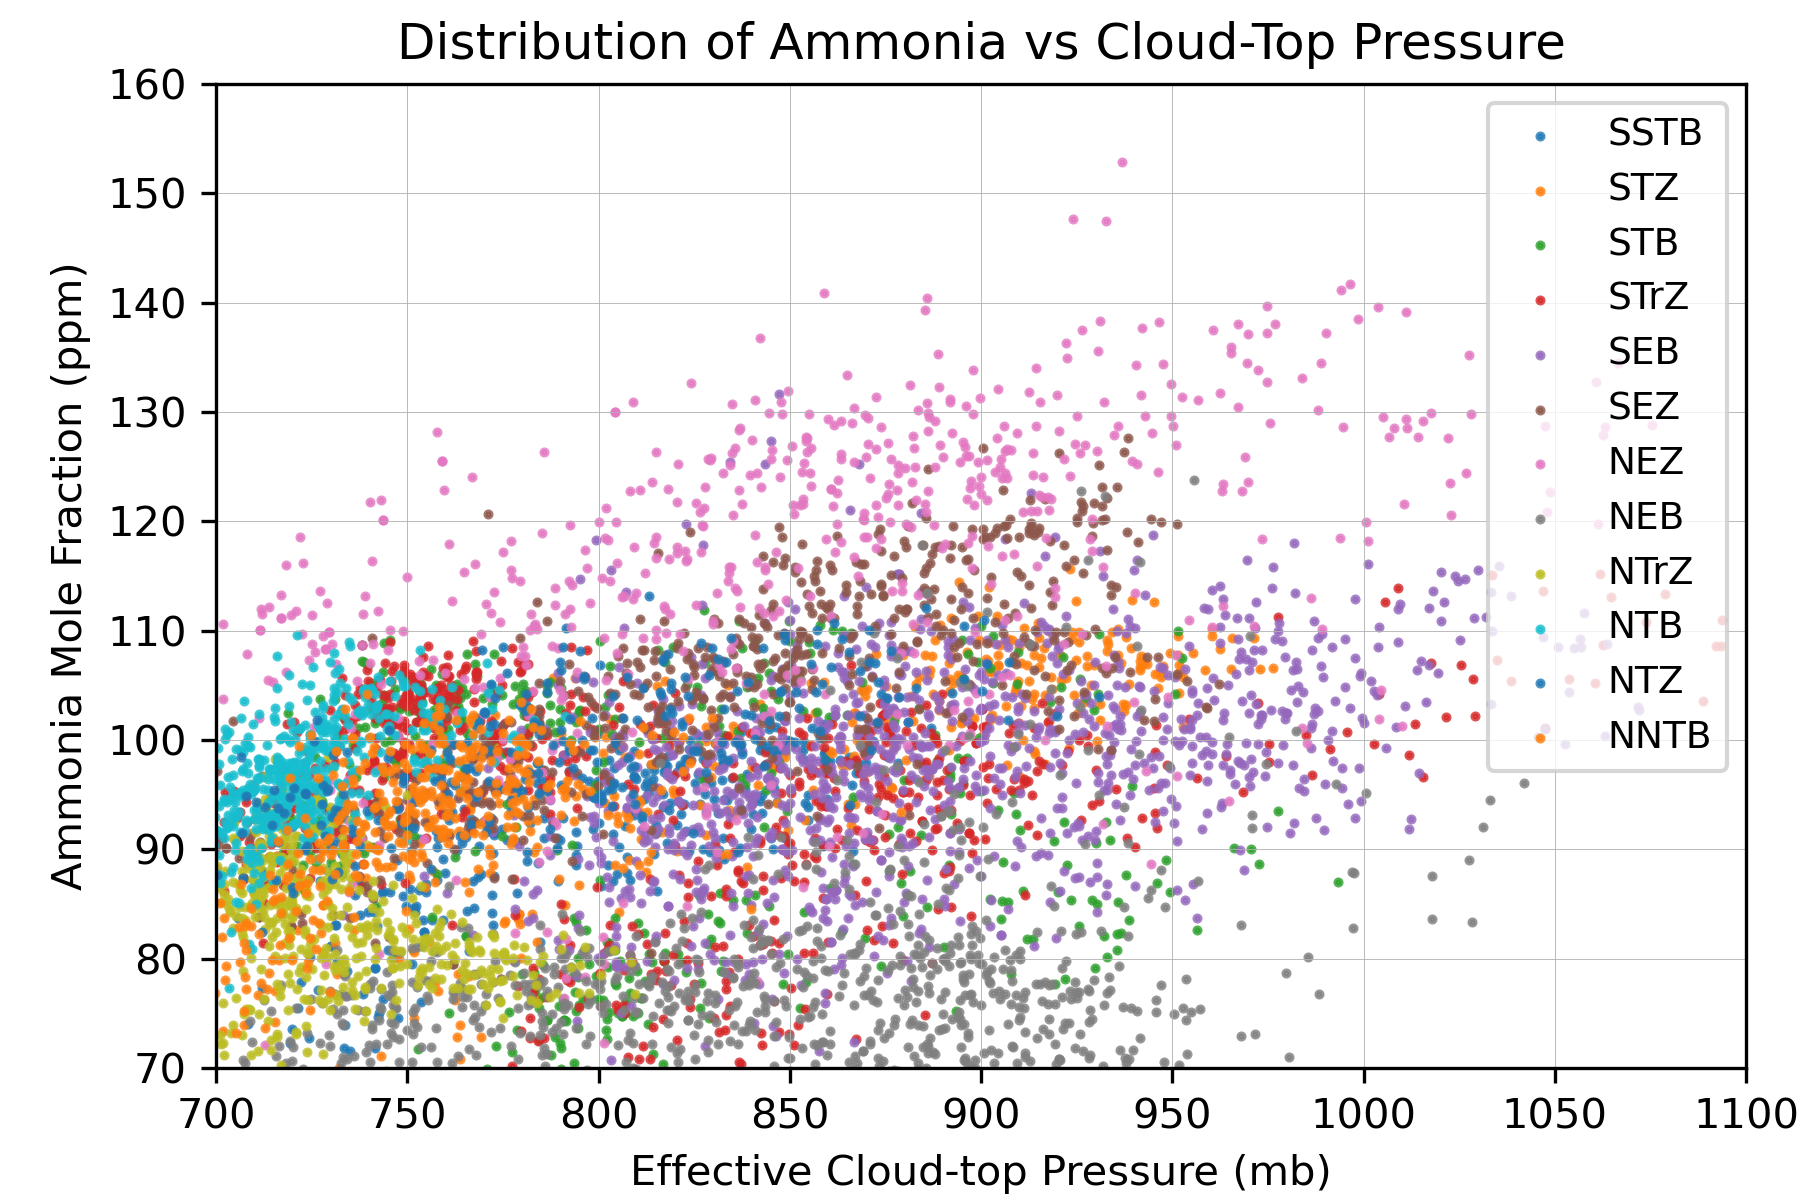 Distribution of Ammonia vs Cloud-Top Pressure
160
150
140
130
120
110
100
90
80
70
Ammonia Mole Fraction (ppm)
700 750 800 850 900 950 1000 1050 1100
Effective Cloud-top Pressure (mb)
SSTB
STZ
STB
STrZ
SEB
SEZ
NEZ
NEB
NTrZ
NTB
NTZ
NNTB